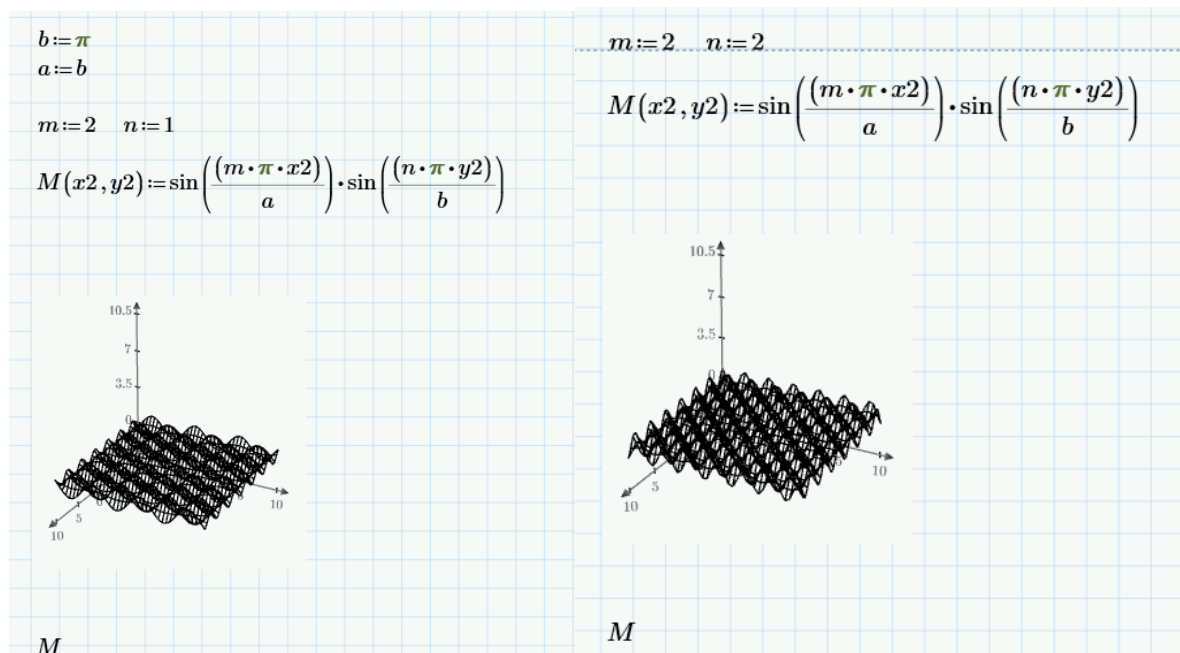 b:=π
a:=b
m:=2 n:=1
M(x2,y2):=sin((m·π·x2)/a)·sin((n·π·y2)/b)
10.5
7
3.5
0
5
10
10
M
m:=2 n:=2
M(x2,y2):=sin((m·π·x2)/a)·sin((n·π·y2)/b)
10.5
7
3.5
0
5
10
10
M